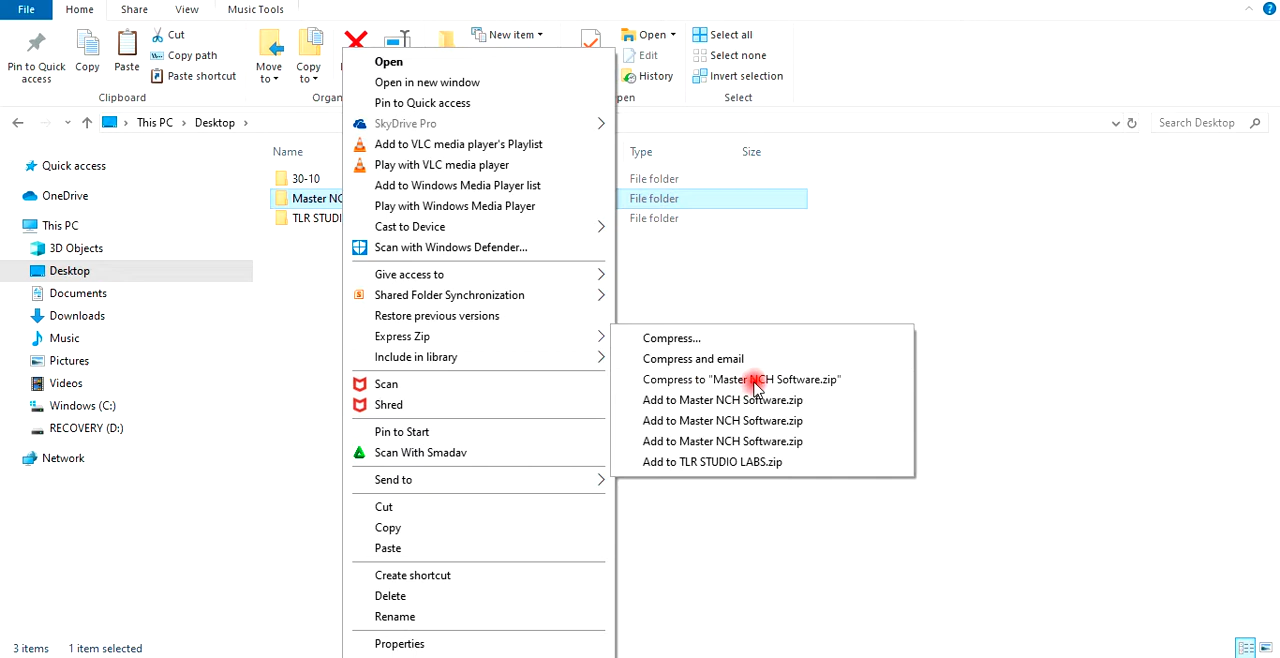 File
Home
Share
View
Music Tools
Pin to Quick access
Copy
Paste
Cut
Copy path
Paste shortcut
Clipboard
Move to
Copy to
Organ
New item
Open
Edit
History
pen
Select all
Select none
Invert selection
Select
This PC > Desktop >
Search Desktop
Quick access
OneDrive
This PC
3D Objects
Desktop
Documents
Downloads
Music
Pictures
Videos
Windows (C:)
RECOVERY (D:)
Network
Name
Type
Size
30-10
File folder
Master NC
File folder
TLR STUDI
File folder
Open
Open in new window
Pin to Quick access
SkyDrive Pro
Add to VLC media player's Playlist
Play with VLC media player
Add to Windows Media Player list
Play with Windows Media Player
Cast to Device
Scan with Windows Defender...
Give access to
Shared Folder Synchronization
Restore previous versions
Express Zip
Include in library
Scan
Shred
Pin to Start
Scan With Smadav
Send to
Cut
Copy
Paste
Create shortcut
Delete
Rename
Properties
Compress...
Compress and email
Compress to "Master NCH Software.zip"
Add to Master NCH Software.zip
Add to Master NCH Software.zip
Add to Master NCH Software.zip
Add to TLR STUDIO LABS.zip
3 items
1 item selected